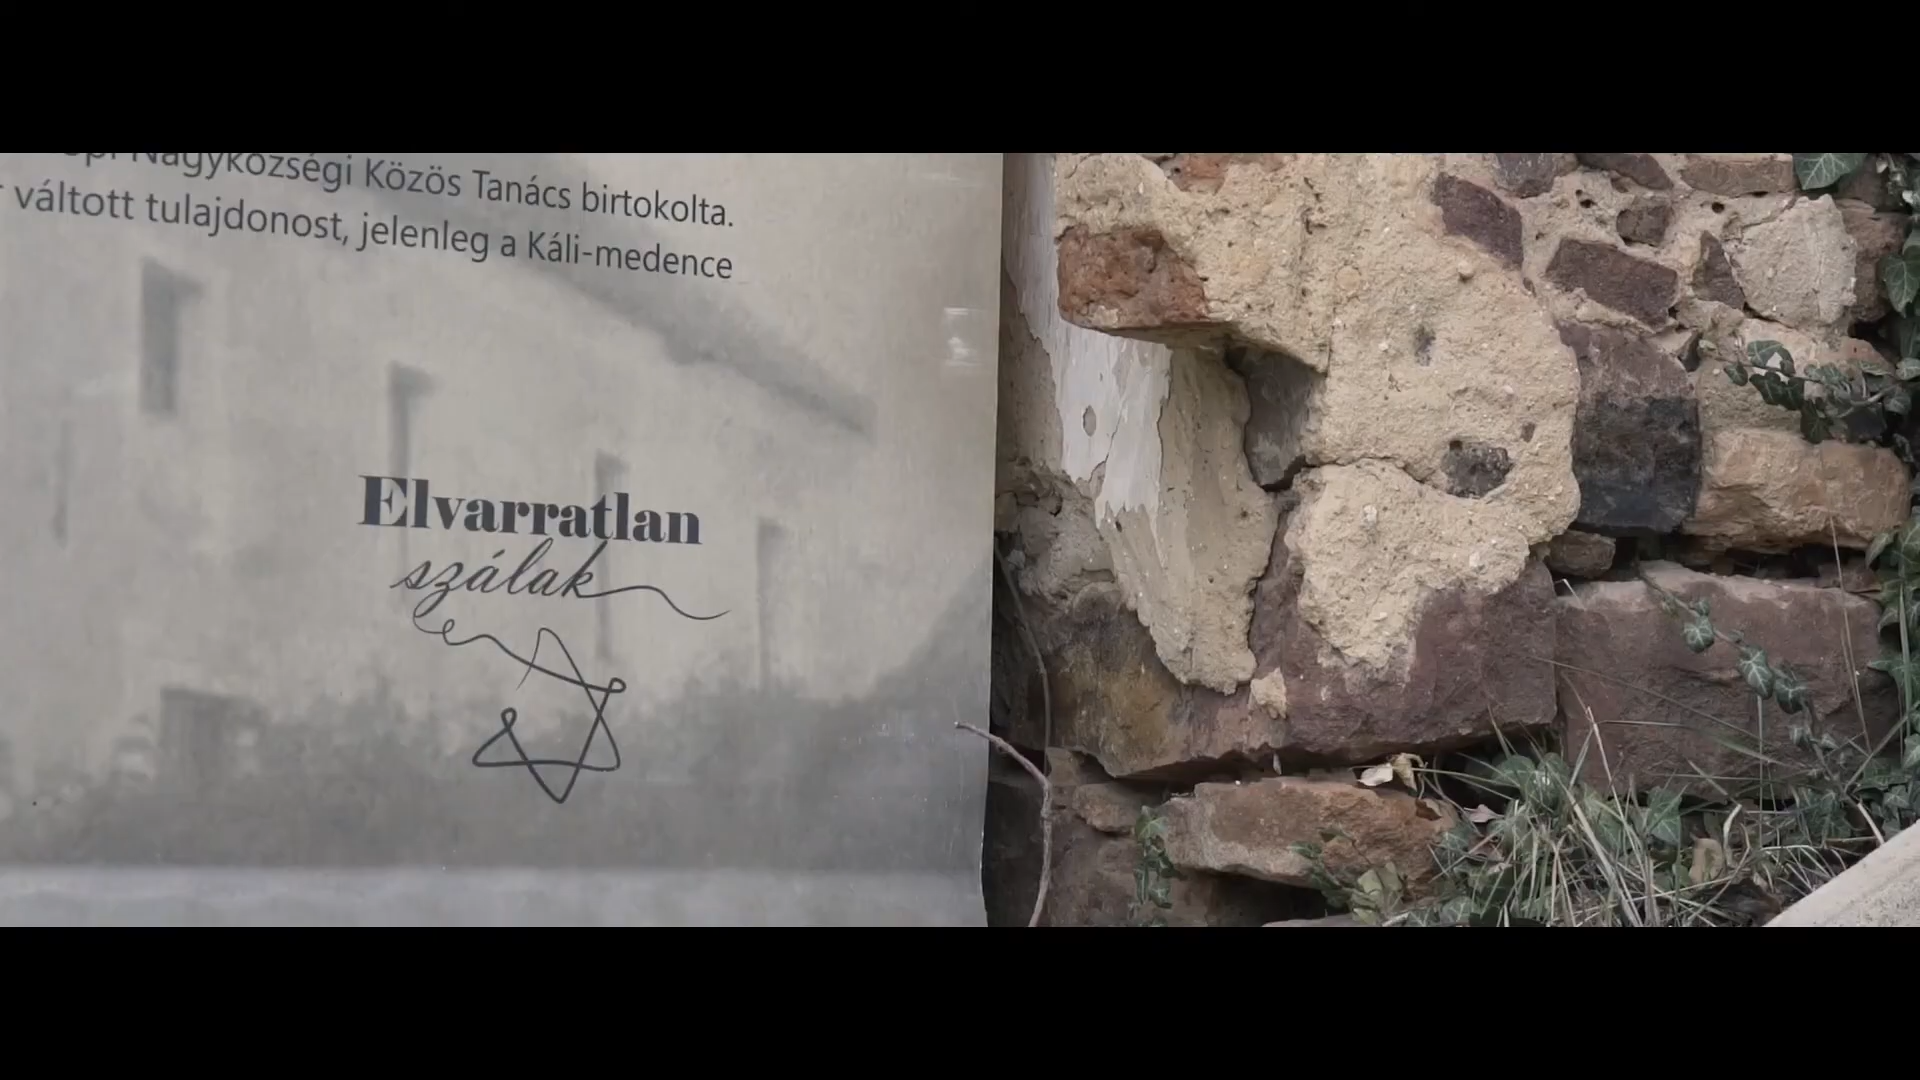 Nagyközségi Közös Tanács birtokolta.
váltott tulajdonost, jelenleg a Káli-medence
Elvarratlan
szálak